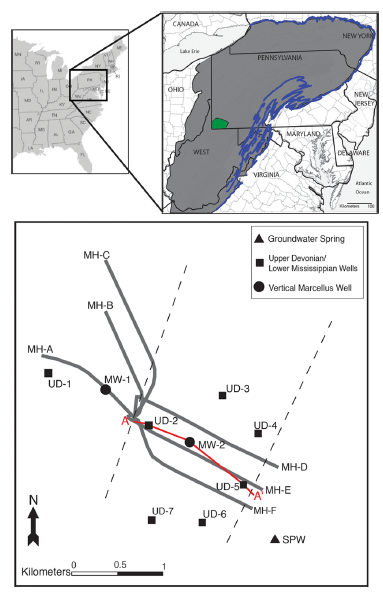 CANADA
NEW YORK
Lake Erie
PENNSYLVANIA
OHIO
NEW JERSEY
MARYLAND
WEST
VIRGINIA
DELAWARE
Atlantic Ocean
Kilometers 100
Groundwater Spring
Upper Devonian/
Lower Mississippian Wells
Vertical Marcellus Well
MH-C
MH-B
MH-A
MW-1
UD-1
UD-3
A
UD-2
UD-4
MW-2
MH-D
UD-5
MH-E
A'
MH-F
UD-7
UD-6
SPW
N
0 0.5 1
Kilometers